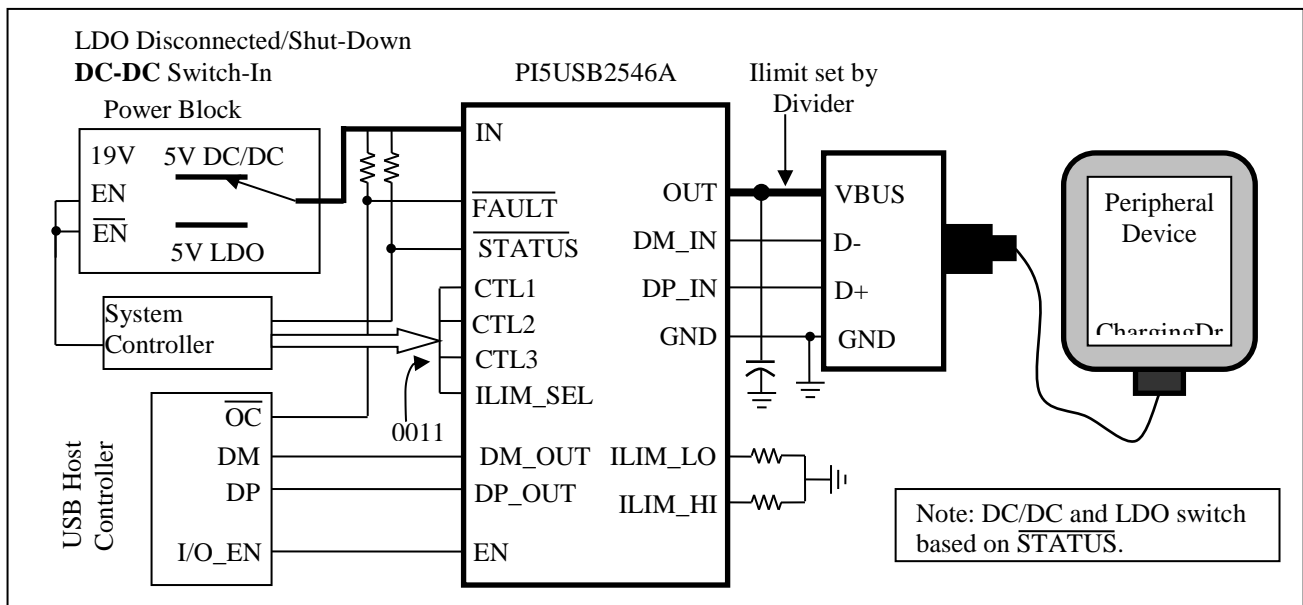 LDO Disconnected/Shut-Down
DC-DC Switch-In
Power Block
19V
5V DC/DC
EN
EN
5V LDO
System
Controller
USB Host
Controller
OC
DM
DP
I/O_EN
PI5USB2546A
IN
FAULT
STATUS
CTL1
CTL2
CTL3
ILIM_SEL
0011
DM_OUT
DP_OUT
EN
OUT
DM_IN
DP_IN
GND
ILIM_LO
ILIM_HI
Ilimit set by
Divider
VBUS
D-
D+
GND
Peripheral
Device
ChargingDr
Note: DC/DC and LDO switch
based on STATUS.